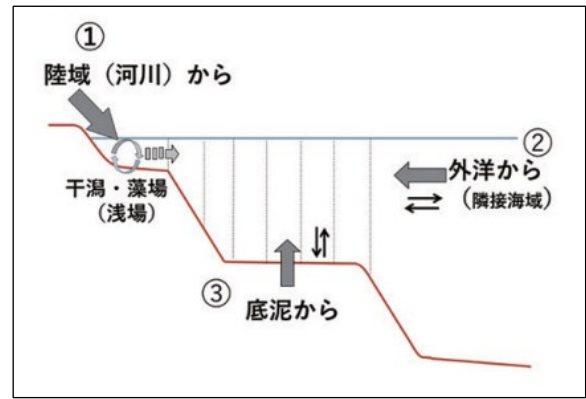 ①
陸域（河川）から
②
外洋から
（隣接海域）
干潟・藻場
（浅場）
③
底泥から